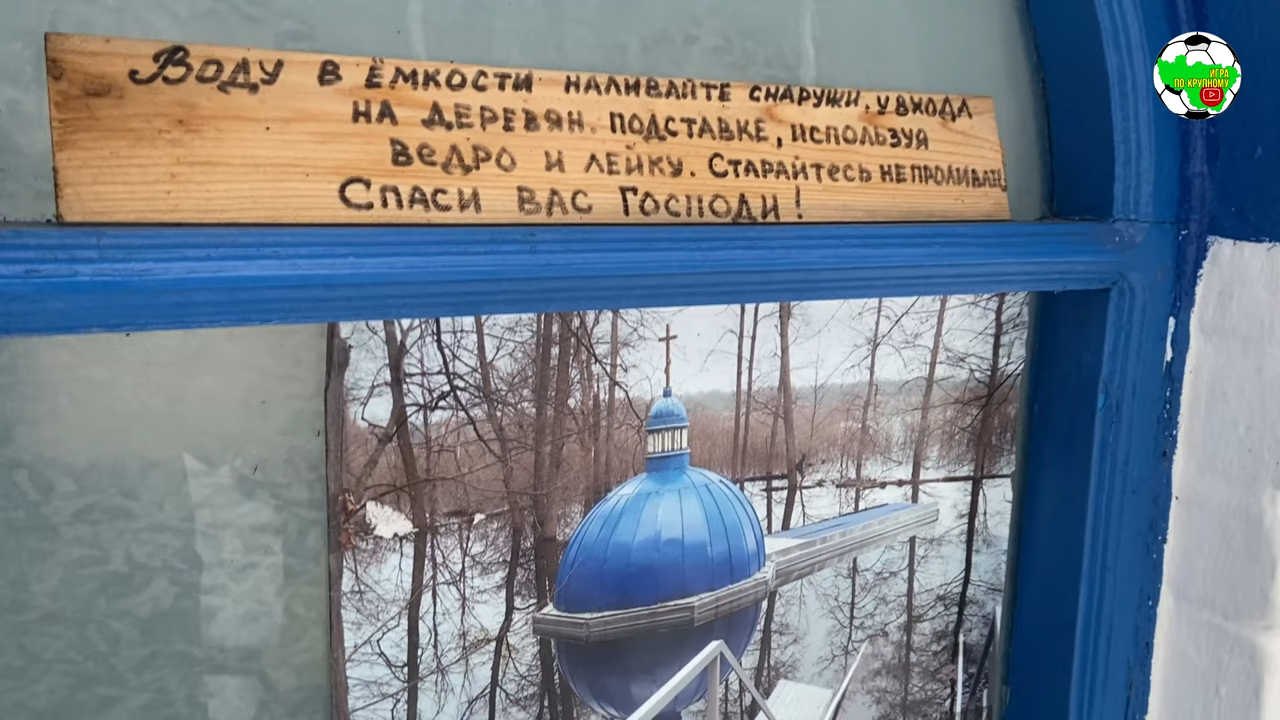 Воду в ёмкости наливайте снаружи, у входа
на деревян. подставке, используя
ведро и лейку. Старайтесь не проливать.
Спаси вас Господи!
ИГРА
ПО КРУПНОМУ